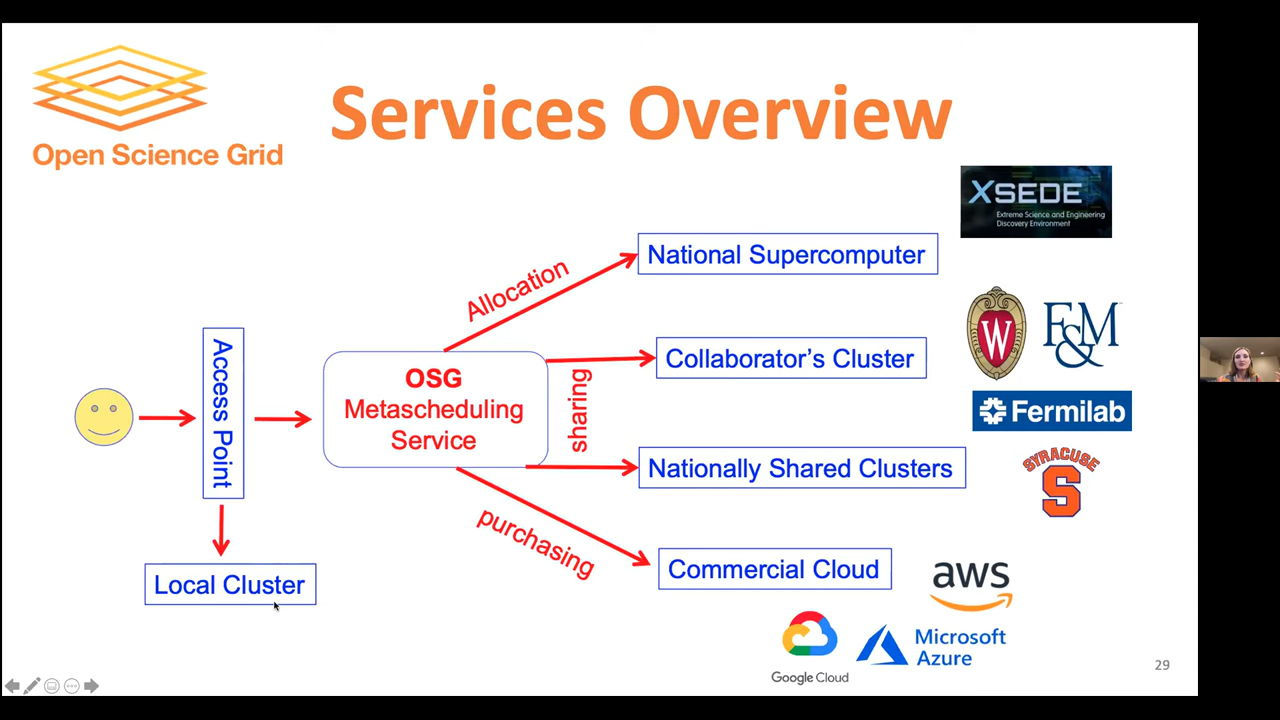 Open Science Grid
Services Overview
XSEDE
Extreme Science and Engineering
Discovery Environment
National Supercomputer
Allocation
W
F&M
Access Point
OSG
Metascheduling
Service
sharing
Collaborator's Cluster
Fermilab
Nationally Shared Clusters
SYRACUSE
S
purchasing
Local Cluster
Commercial Cloud
aws
Google Cloud
Microsoft
Azure
29